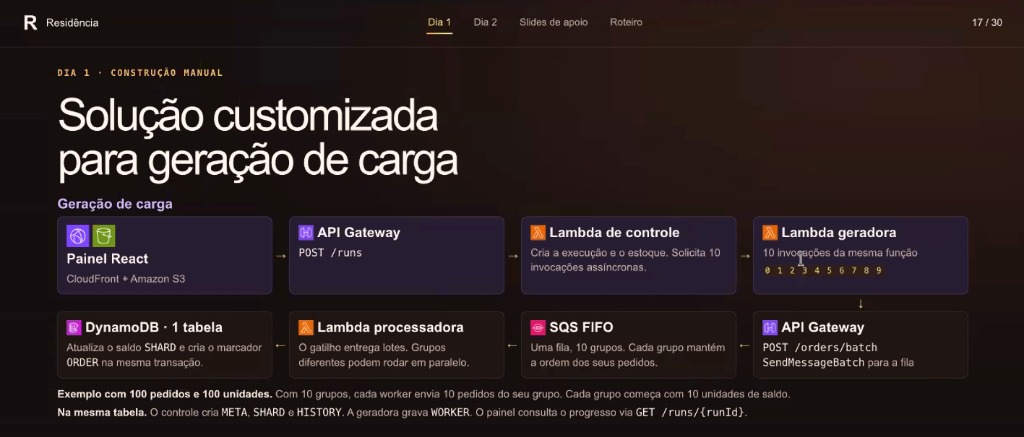 R Residência
Dia 1 Dia 2 Slides de apoio Roteiro
17 / 30
DIA 1 · CONSTRUÇÃO MANUAL
Solução customizada
para geração de carga
Geração de carga
Painel React
CloudFront + Amazon S3
→
API Gateway
POST /runs
→
Lambda de controle
Cria a execução e o estoque. Solicita 10
invocações assíncronas.
→
Lambda geradora
10 invocações da mesma função
0 1 2 3 4 5 6 7 8 9
↓
DynamoDB · 1 tabela
Atualiza o saldo SHARD e cria o marcador
ORDER na mesma transação.
←
Lambda processadora
O gatilho entrega lotes. Grupos
diferentes podem rodar em paralelo.
←
SQS FIFO
Uma fila, 10 grupos. Cada grupo mantém
a ordem dos seus pedidos.
←
API Gateway
POST /orders/batch
SendMessageBatch para a fila
Exemplo com 100 pedidos e 100 unidades. Com 10 grupos, cada worker envia 10 pedidos do seu grupo. Cada grupo começa com 10 unidades de saldo.
Na mesma tabela. O controle cria META, SHARD e HISTORY. A geradora grava WORKER. O painel consulta o progresso via GET /runs/{runId}.